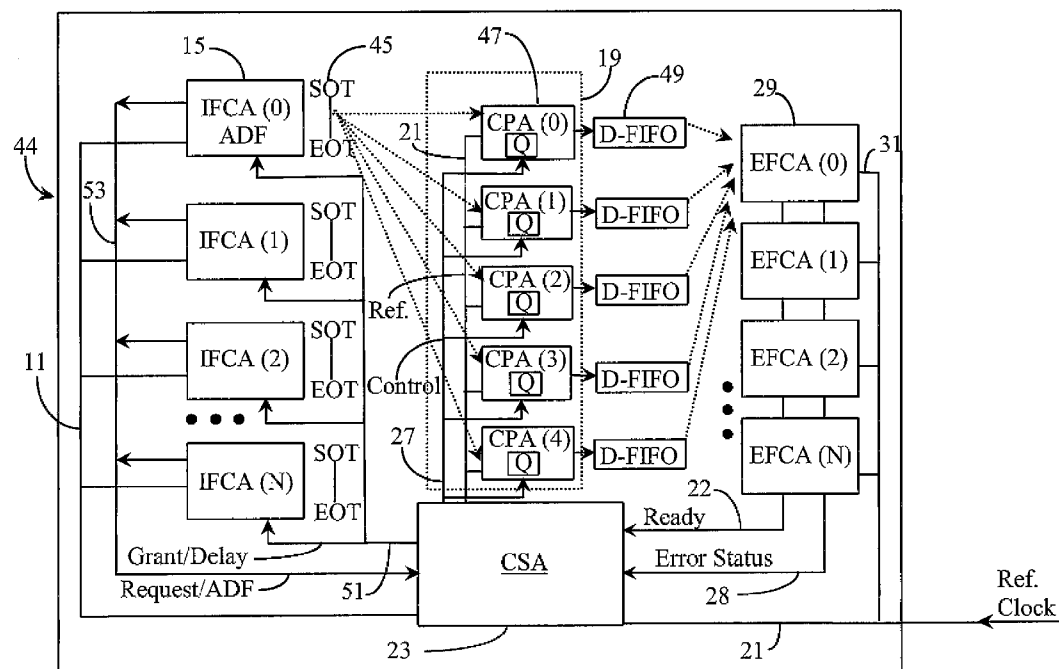 15
45
47
19
49
29
44
53
11
SOT
IFCA (0)
ADF
EOT
SOT
IFCA (1)
EOT
SOT
IFCA (2)
EOT
IFCA (N)
SOT
EOT
21
CPA (0)
Q
D-FIFO
CPA (1)
Q
D-FIFO
Ref.
CPA (2)
Q
D-FIFO
Control
CPA (3)
Q
D-FIFO
27
CPA (4)
Q
D-FIFO
EFCA (0)
31
EFCA (1)
EFCA (2)
EFCA (N)
22
Ready
Grant/Delay
CSA
Error Status
Request/ADF
51
28
Ref.
Clock
23
21